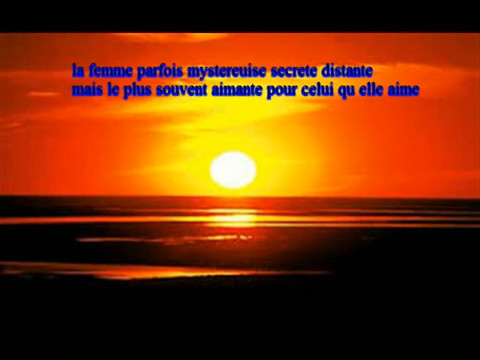 la femme parfois mystereuise secrete distante
mais le plus souvent aimante pour celui qu elle aime